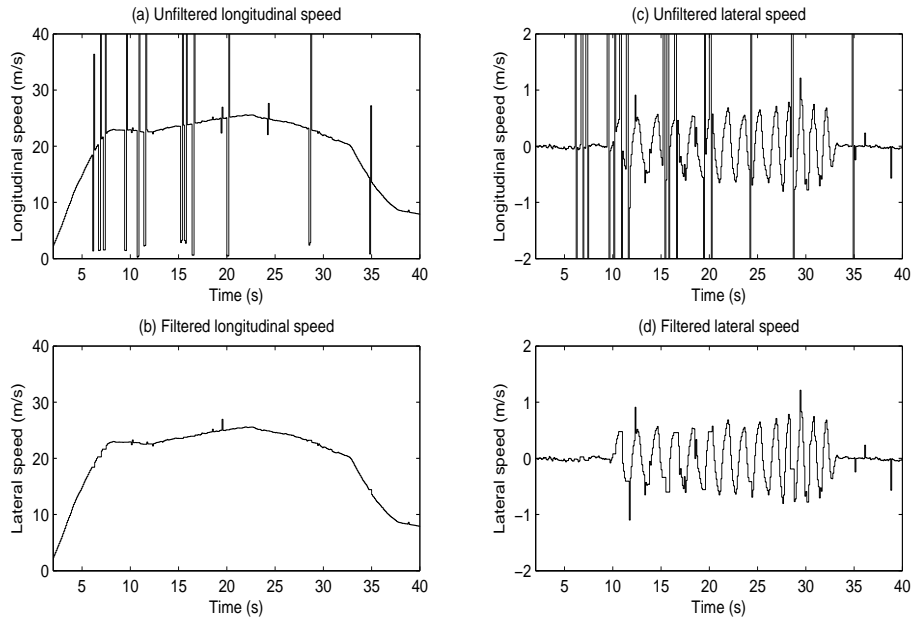 (a) Unfiltered longitudinal speed
Longitudinal speed (m/s)
40
30
20
10
0
5 10 15 20 25 30 35 40
Time (s)
(c) Unfiltered lateral speed
Longitudinal speed (m/s)
2
1
0
−1
−2
5 10 15 20 25 30 35 40
Time (s)
(b) Filtered longitudinal speed
Lateral speed (m/s)
40
30
20
10
0
5 10 15 20 25 30 35 40
Time (s)
(d) Filtered lateral speed
Lateral speed (m/s)
2
1
0
−1
−2
5 10 15 20 25 30 35 40
Time (s)